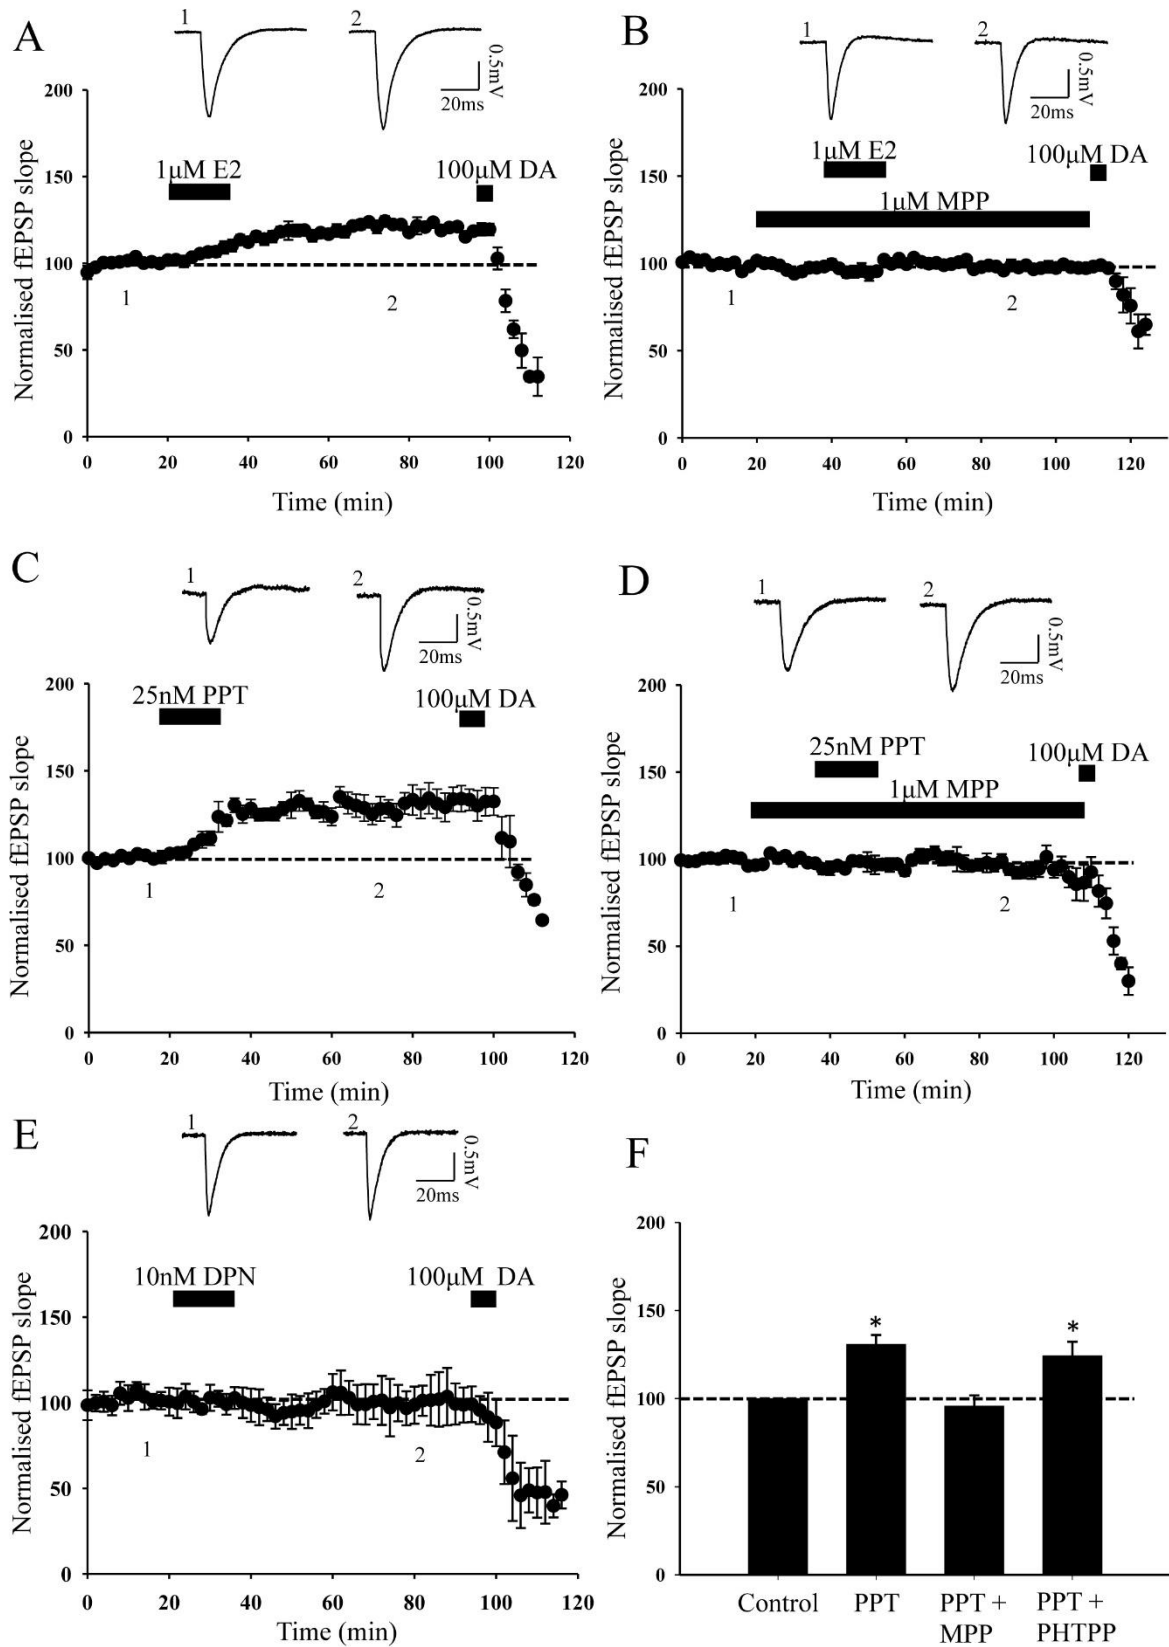 A
1
2
0.5mV
20ms
200
150
100
50
0
1μM E2
100μM DA
1
2
Normalised fEPSP slope
0 20 40 60 80 100 120
Time (min)
B
1
2
0.5mV
20ms
200
150
100
50
0
1μM E2
100μM DA
1μM MPP
1
2
Normalised fEPSP slope
0 20 40 60 80 100 120
Time (min)
C
1
2
0.5mV
20ms
200
150
100
50
0
25nM PPT
100μM DA
1
2
Normalised fEPSP slope
0 20 40 60 80 100 120
Time (min)
D
1
2
0.5mV
20ms
200
150
100
50
0
25nM PPT
100μM DA
1μM MPP
1
2
Normalised fEPSP slope
0 20 40 60 80 100 120
Time (min)
E
1
2
0.5mV
20ms
200
150
100
50
0
10nM DPN
100μM DA
1
2
Normalised fEPSP slope
0 20 40 60 80 100 120
Time (min)
F
200
150
100
50
0
*
*
Normalised fEPSP slope
Control
PPT
PPT +
MPP
PPT +
PHTPP